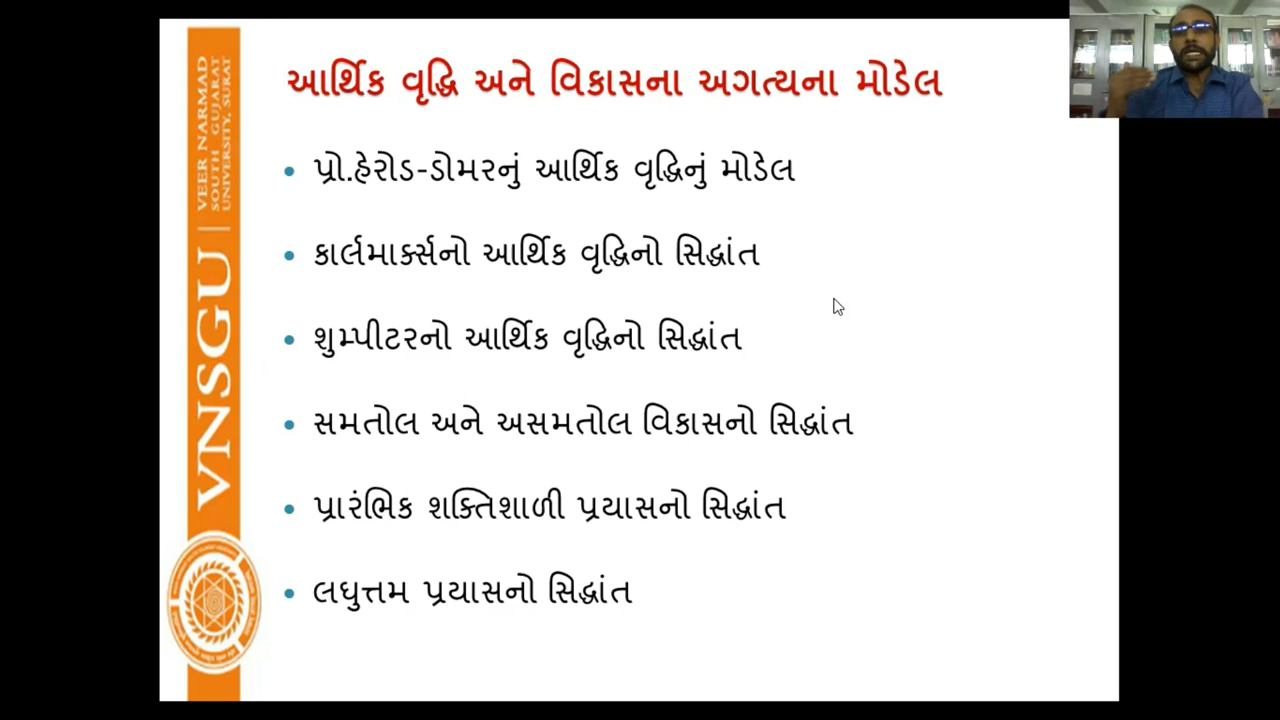 આર્થિક વૃદ્ધિ અને વિકાસના અગત્યના મોડેલ
• પ્રો.હેરોડ-ડોમરનું આર્થિક વૃદ્ધિનું મોડેલ
• કાર્લમાર્ક્સનો આર્થિક વૃદ્ધિનો સિદ્ધાંત
• શુમ્પીટરનો આર્થિક વૃદ્ધિનો સિદ્ધાંત
• સમતોલ અને અસમતોલ વિકાસનો સિદ્ધાંત
• પ્રારંભિક શક્તિશાળી પ્રયાસનો સિદ્ધાંત
• લઘુત્તમ પ્રયાસનો સિદ્ધાંત
VNSGU
VEER NARMAD
SOUTH GUJARAT
UNIVERSITY, SURAT